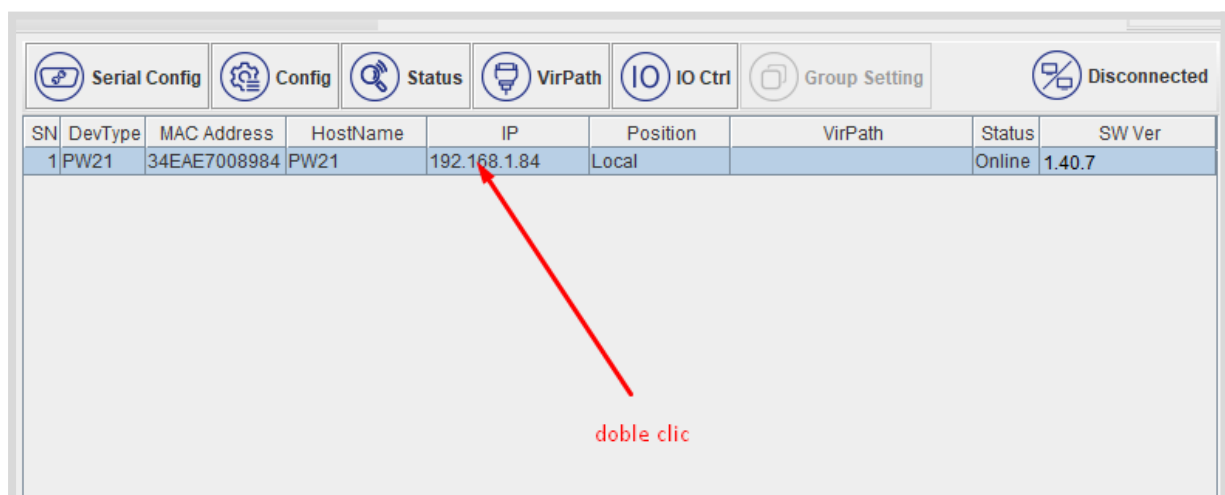 Serial Config Config Status VirPath IO IO Ctrl Group Setting Disconnected
SN DevType MAC Address HostName IP Position VirPath Status SW Ver
1 PW21 34EAE7008984 PW21 192.168.1.84 Local Online 1.40.7
doble clic